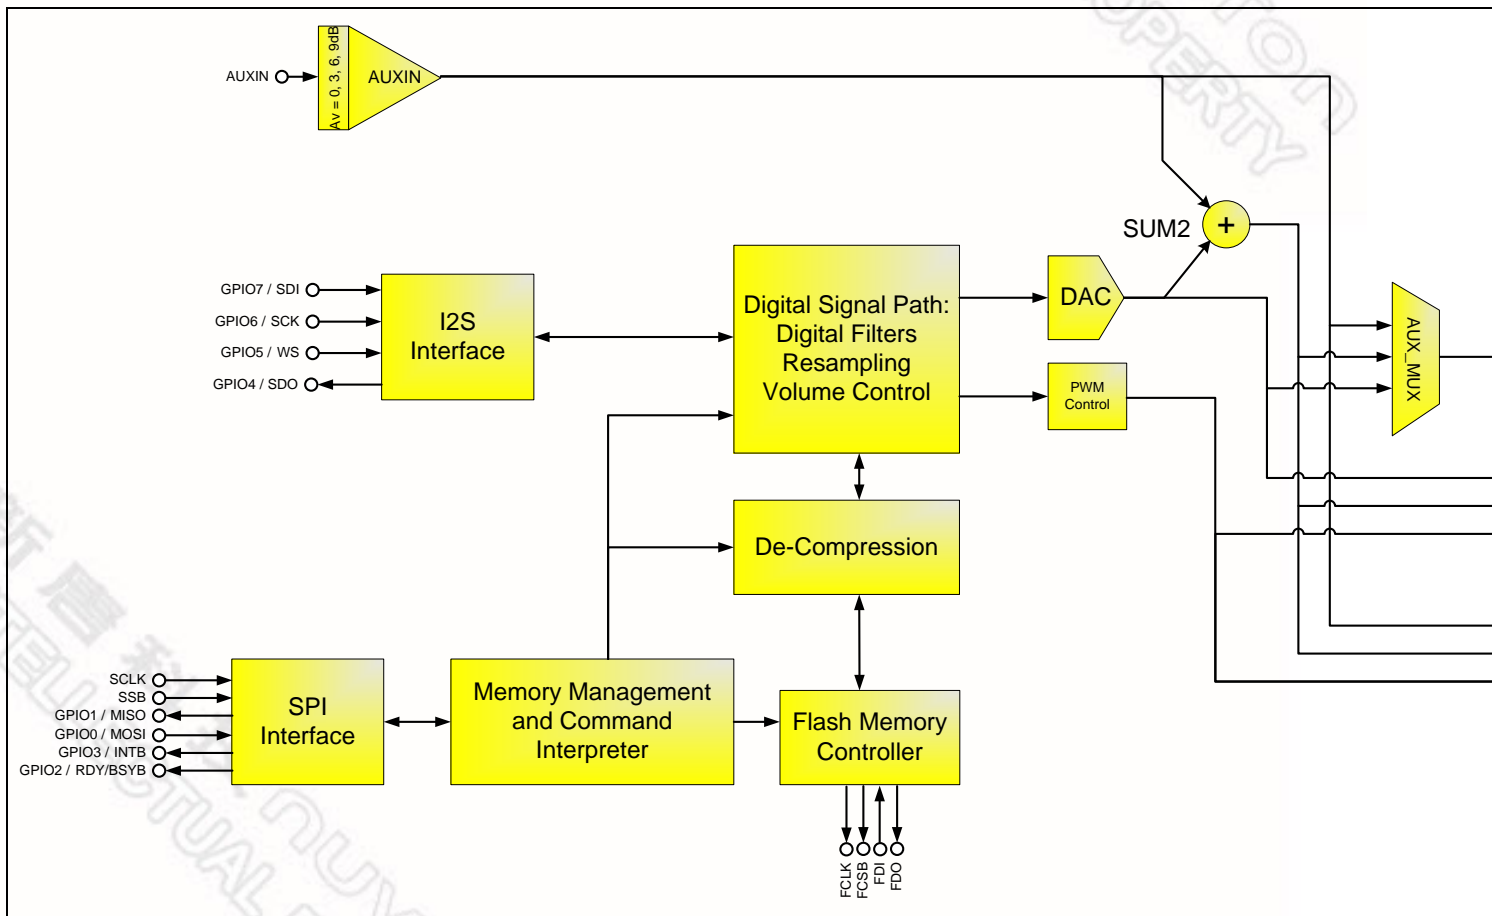 AUXIN
Av = 0, 3, 6, 9dB
AUXIN
SUM2
+
GPIO7 / SDI
GPIO6 / SCK
GPIO5 / WS
GPIO4 / SDO
I2S
Interface
Digital Signal Path:
Digital Filters
Resampling
Volume Control
DAC
PWM
Control
AUX_MUX
De-Compression
SCLK
SSB
GPIO1 / MISO
GPIO0 / MOSI
GPIO3 / INTB
GPIO2 / RDY/BSYB
SPI
Interface
Memory Management
and Command
Interpreter
Flash Memory
Controller
FCLK
FCSB
FDI
FDO